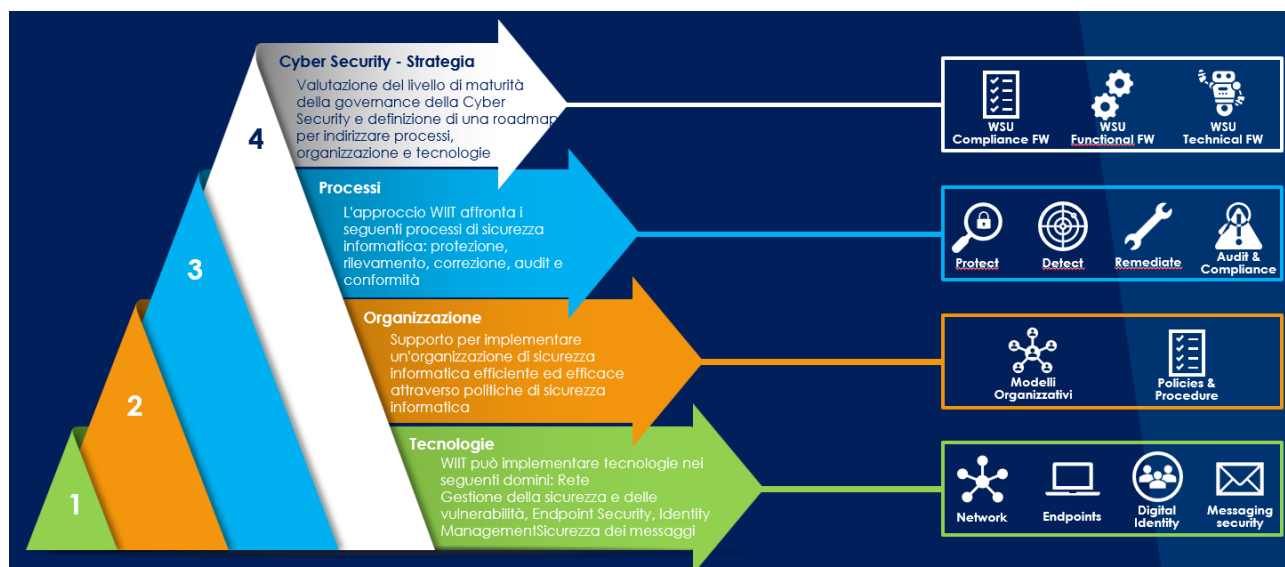 Cyber Security - Strategia
Valutazione del livello di maturità
della governance della Cyber
Security e definizione di una roadmap
per indirizzare processi,
organizzazione e tecnologie
4
WSU
Compliance FW
WSU
Functional FW
WSU
Technical FW
Processi
L'approccio WIIT affronta i
seguenti processi di sicurezza
informatica: protezione,
rilevamento, correzione, audit e
conformità
3
Protect
Detect
Remediate
Audit &
Compliance
Organizzazione
Supporto per implementare
un'organizzazione di sicurezza
informatica efficiente ed efficace
attraverso politiche di sicurezza
informatica
2
Modelli
Organizzativi
Policies &
Procedure
Tecnologie
WIIT può implementare tecnologie nei
seguenti domini: Rete
Gestione della sicurezza e delle
vulnerabilità, Endpoint Security, Identity
ManagementSicurezza dei messaggi
1
Network
Endpoints
Digital
Identity
Messaging
security